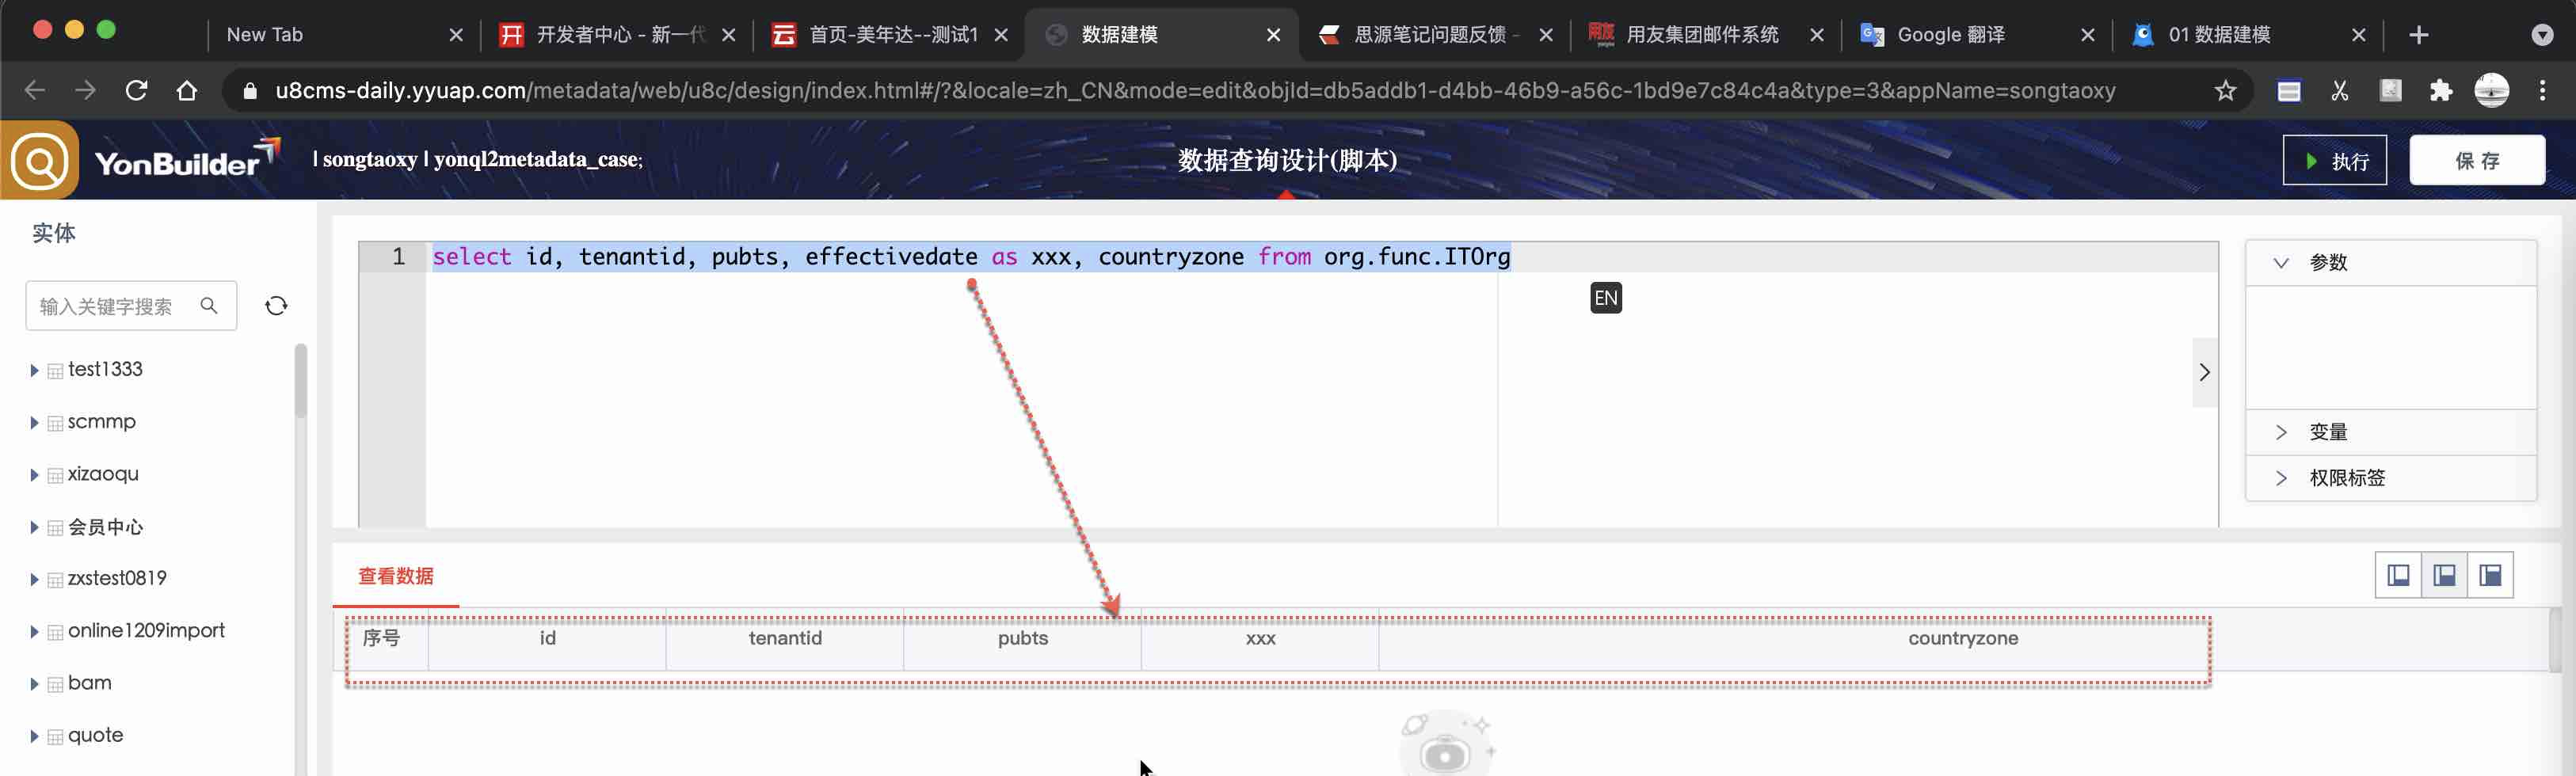 New Tab
开发者中心 - 新一代
首页-美年达--测试1
数据建模
思源笔记问题反馈 -
用友集团邮件系统
Google 翻译
01 数据建模
u8cms-daily.yyuap.com/metadata/web/u8c/design/index.html#/?&locale=zh_CN&mode=edit&objId=db5addb1-d4bb-46b9-a56c-1bd9e7c84c4a&type=3&appName=songtaoxy
YonBuilder
| songtaoxy | yonql2metadata_case;
数据查询设计(脚本)
执行
保存
实体
输入关键字搜索
test1333
scmmp
xizaoqu
会员中心
zxstest0819
online1209import
bam
quote
1 select id, tenantid, pubts, effectivedate as xxx, countryzone from org.func.ITOrg
EN
参数
变量
权限标签
查看数据
序号 id tenantid pubts xxx countryzone